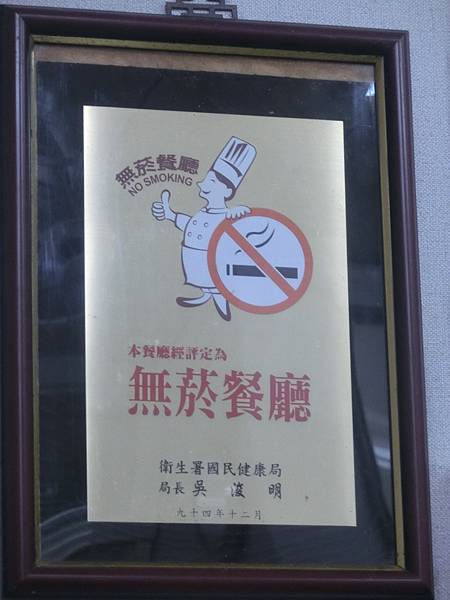 無菸餐廳
NO SMOKING
本餐廳經評定為
無菸餐廳
衛生署國民健康局
局長 吳浚明
九十四年十二月